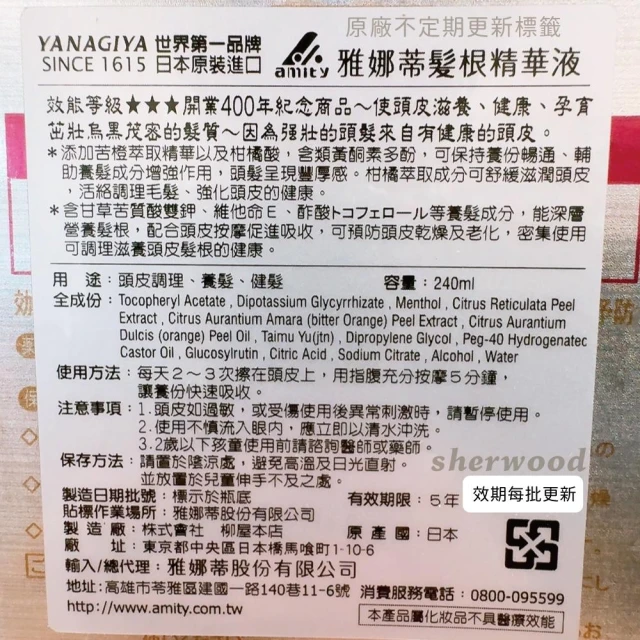 原廠不定期更新標籤
YANAGIYA 世界第一品牌
SINCE 1615 日本原裝進口
amity 雅娜蒂髮根精華液
效能等級★★★開業400年紀念商品～使頭皮滋養、健康、孕育
茁壯烏黑茂密的髮質～因為強壯的頭髮來自有健康的頭皮。
*添加苦橙萃取精華以及柑橘酸，含類黃酮素多酚，可保持養份暢通、輔
助養髮成分增強作用，頭髮呈現豐厚感。柑橘萃取成分可舒緩滋潤頭皮
，活絡調理毛髮、強化頭皮的健康。
*含甘草苦質酸雙鉀、維他命E、酢酸トコフェロール等養髮成分，能深層
營養髮根，配合頭皮按摩促進吸收，可預防頭皮乾燥及老化，密集使用
可調理滋養頭皮髮根的健康。
用 途：頭皮調理、養髮、健髮 容量：240ml
全成份：Tocopheryl Acetate , Dipotassium Glycyrrhizate , Menthol , Citrus Reticulata Peel
Extract , Citrus Aurantium Amara (bitter Orange) Peel Extract , Citrus Aurantium
Dulcis (orange) Peel Oil , Taimu Yu(jtn) , Dipropylene Glycol , Peg-40 Hydrogenatec
Castor Oil , Glucosylrutin , Citric Acid , Sodium Citrate , Alcohol , Water
使用方法：每天2～3次擦在頭皮上，用指腹充分按摩5分鐘，
讓養份快速吸收。
注意事項：1.頭皮如過敏，或受傷使用後異常刺激時，請暫停使用。
2.使用不慎流入眼內，應立即以清水沖洗。
3.2歲以下孩童使用前請諮詢醫師或藥師。
保存方法：請置於陰涼處，避免高溫及日光直射。
並放置於兒童伸手不及之處。
sherwood
製造日期批號：標示於瓶底 有效期限：5年
效期每批更新
貼標作業場所：雅娜蒂股份有限公司
製造廠：株式會社 柳屋本店 原產國：日本
廠 址：東京都中央區日本橋馬喰町1-10-6
輸入/總代理：雅娜蒂股份有限公司
地址:高雄市苓雅區建國一路140巷11-6號 消費服務電話：0800-095599
http://www.amity.com.tw 本產品屬化妝品不具醫療效能